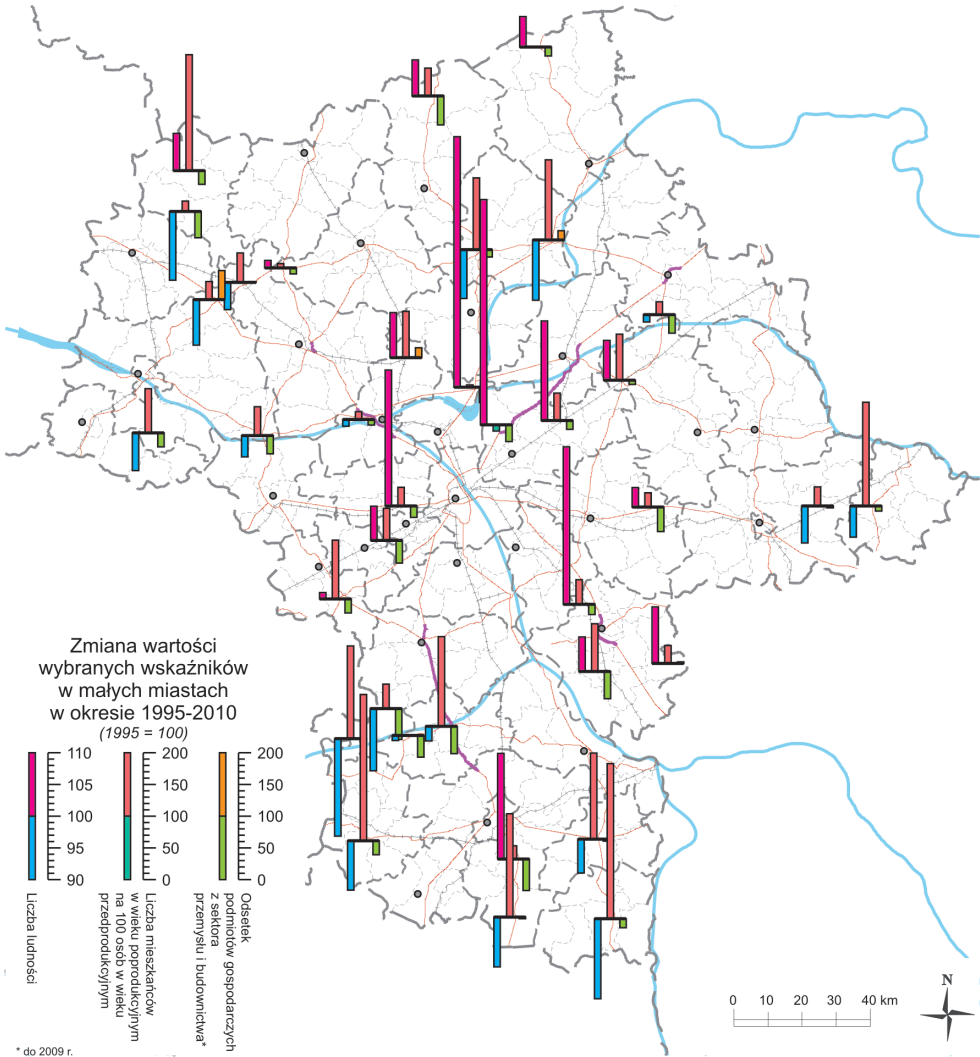 Zmiana wartości
wybranych wskaźników
w małych miastach
w okresie 1995-2010
(1995 = 100)
110
105
100
95
90
200
150
100
50
0
200
150
100
50
0
Liczba ludności
Liczba mieszkańców
w wieku poprodukcyjnym
na 100 osób w wieku
przedprodukcyjnym
Odsetek
podmiotów gospodarczych
z sektora
przemysłu i budownictwa*
* do 2009 r.
0 10 20 30 40 km
N